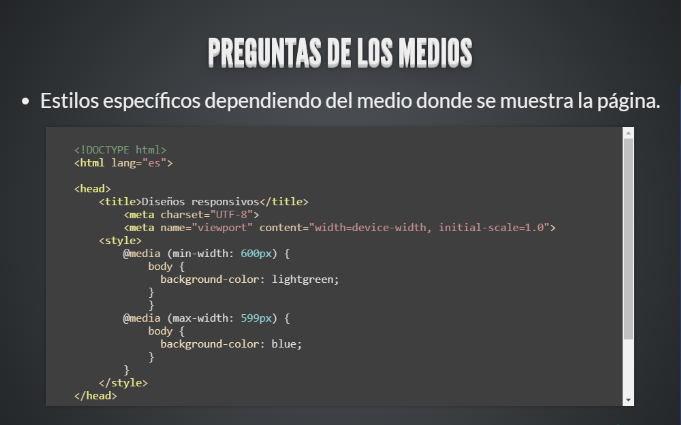 PREGUNTAS DE LOS MEDIOS
• Estilos específicos dependiendo del medio donde se muestra la página.
<!DOCTYPE html>
<html lang="es">
<head>
    <title>Diseños responsivos</title>
        <meta charset="UTF-8">
        <meta name="viewport" content="width=device-width, initial-scale=1.0">
    <style>
        @media (min-width: 600px) {
            body {
              background-color: lightgreen;
            }
            }
        @media (max-width: 599px) {
            body {
              background-color: blue;
            }
        }
    </style>
</head>